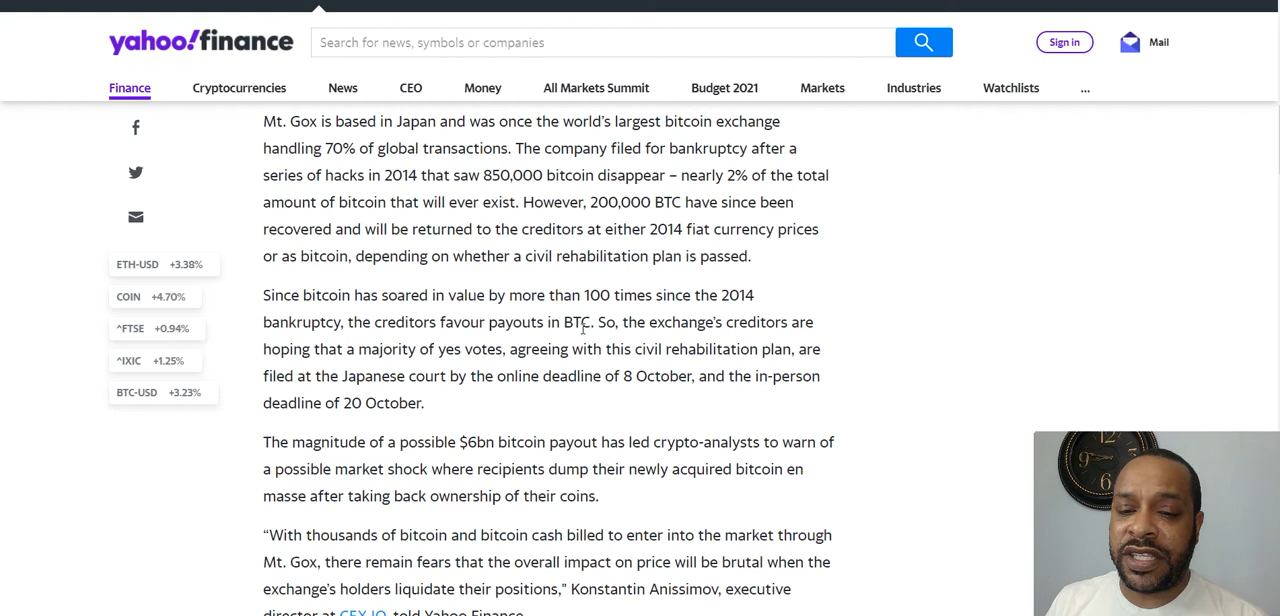 yahoo!finance
Search for news, symbols or companies
Sign in
Mail
Finance
Cryptocurrencies
News
CEO
Money
All Markets Summit
Budget 2021
Markets
Industries
Watchlists
...
ETH-USD +3.38%
COIN +4.70%
^FTSE +0.94%
^IXIC +1.25%
BTC-USD +3.23%
Mt. Gox is based in Japan and was once the world's largest bitcoin exchange
handling 70% of global transactions. The company filed for bankruptcy after a
series of hacks in 2014 that saw 850,000 bitcoin disappear – nearly 2% of the total
amount of bitcoin that will ever exist. However, 200,000 BTC have since been
recovered and will be returned to the creditors at either 2014 fiat currency prices
or as bitcoin, depending on whether a civil rehabilitation plan is passed.
Since bitcoin has soared in value by more than 100 times since the 2014
bankruptcy, the creditors favour payouts in BTC. So, the exchange's creditors are
hoping that a majority of yes votes, agreeing with this civil rehabilitation plan, are
filed at the Japanese court by the online deadline of 8 October, and the in-person
deadline of 20 October.
The magnitude of a possible $6bn bitcoin payout has led crypto-analysts to warn of
a possible market shock where recipients dump their newly acquired bitcoin en
masse after taking back ownership of their coins.
“With thousands of bitcoin and bitcoin cash billed to enter into the market through
Mt. Gox, there remain fears that the overall impact on price will be brutal when the
exchange's holders liquidate their positions,” Konstantin Anissimov, executive
director at CEX.IO, told Yahoo Finance.
12
9
6